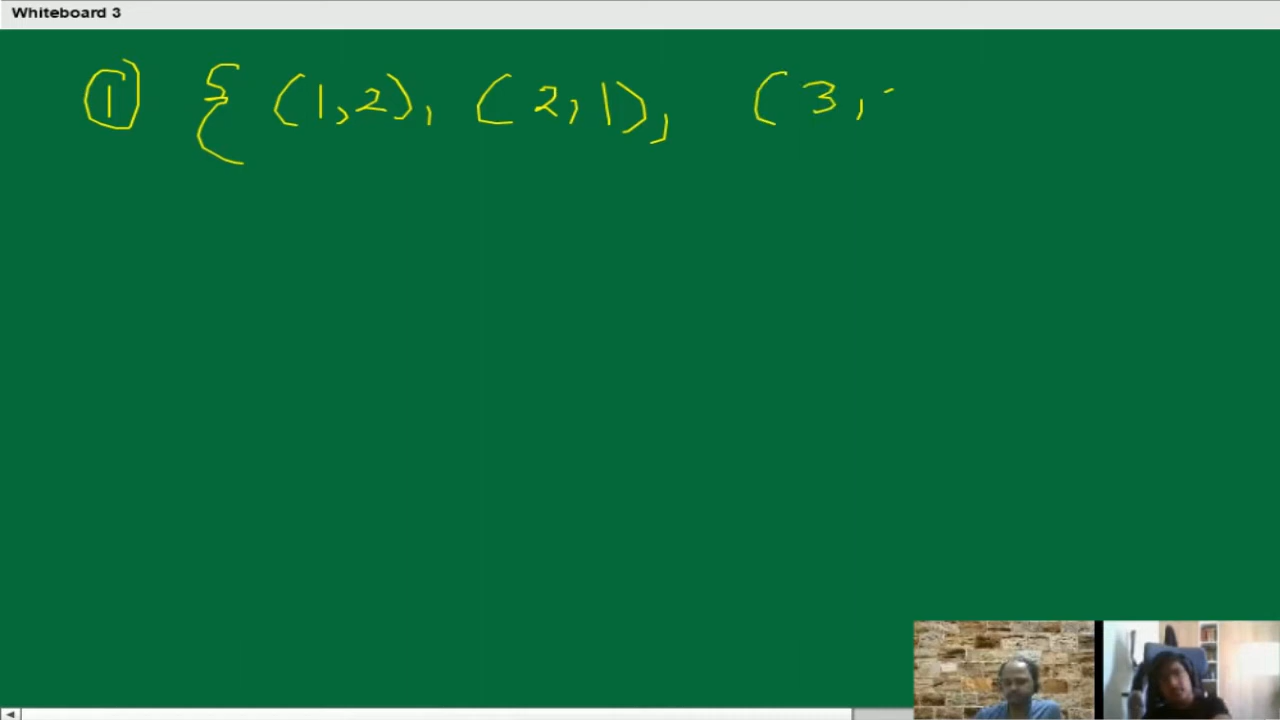 Whiteboard 3
① { (1,2), (2,1), (3,